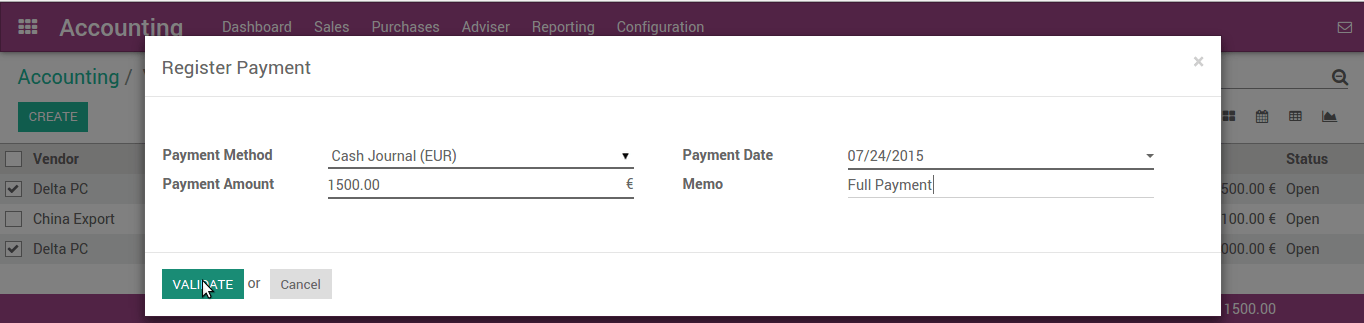 Accounting Dashboard Sales Purchases Adviser Reporting Configuration
Register Payment ×
Accounting /
CREATE
Payment Method Cash Journal (EUR) Payment Date 07/24/2015
Vendor Status
Payment Amount 1500.00 € Memo Full Payment
Delta PC 500.00 € Open
China Export 100.00 € Open
Delta PC 000.00 € Open
VALIDATE or Cancel
1500.00